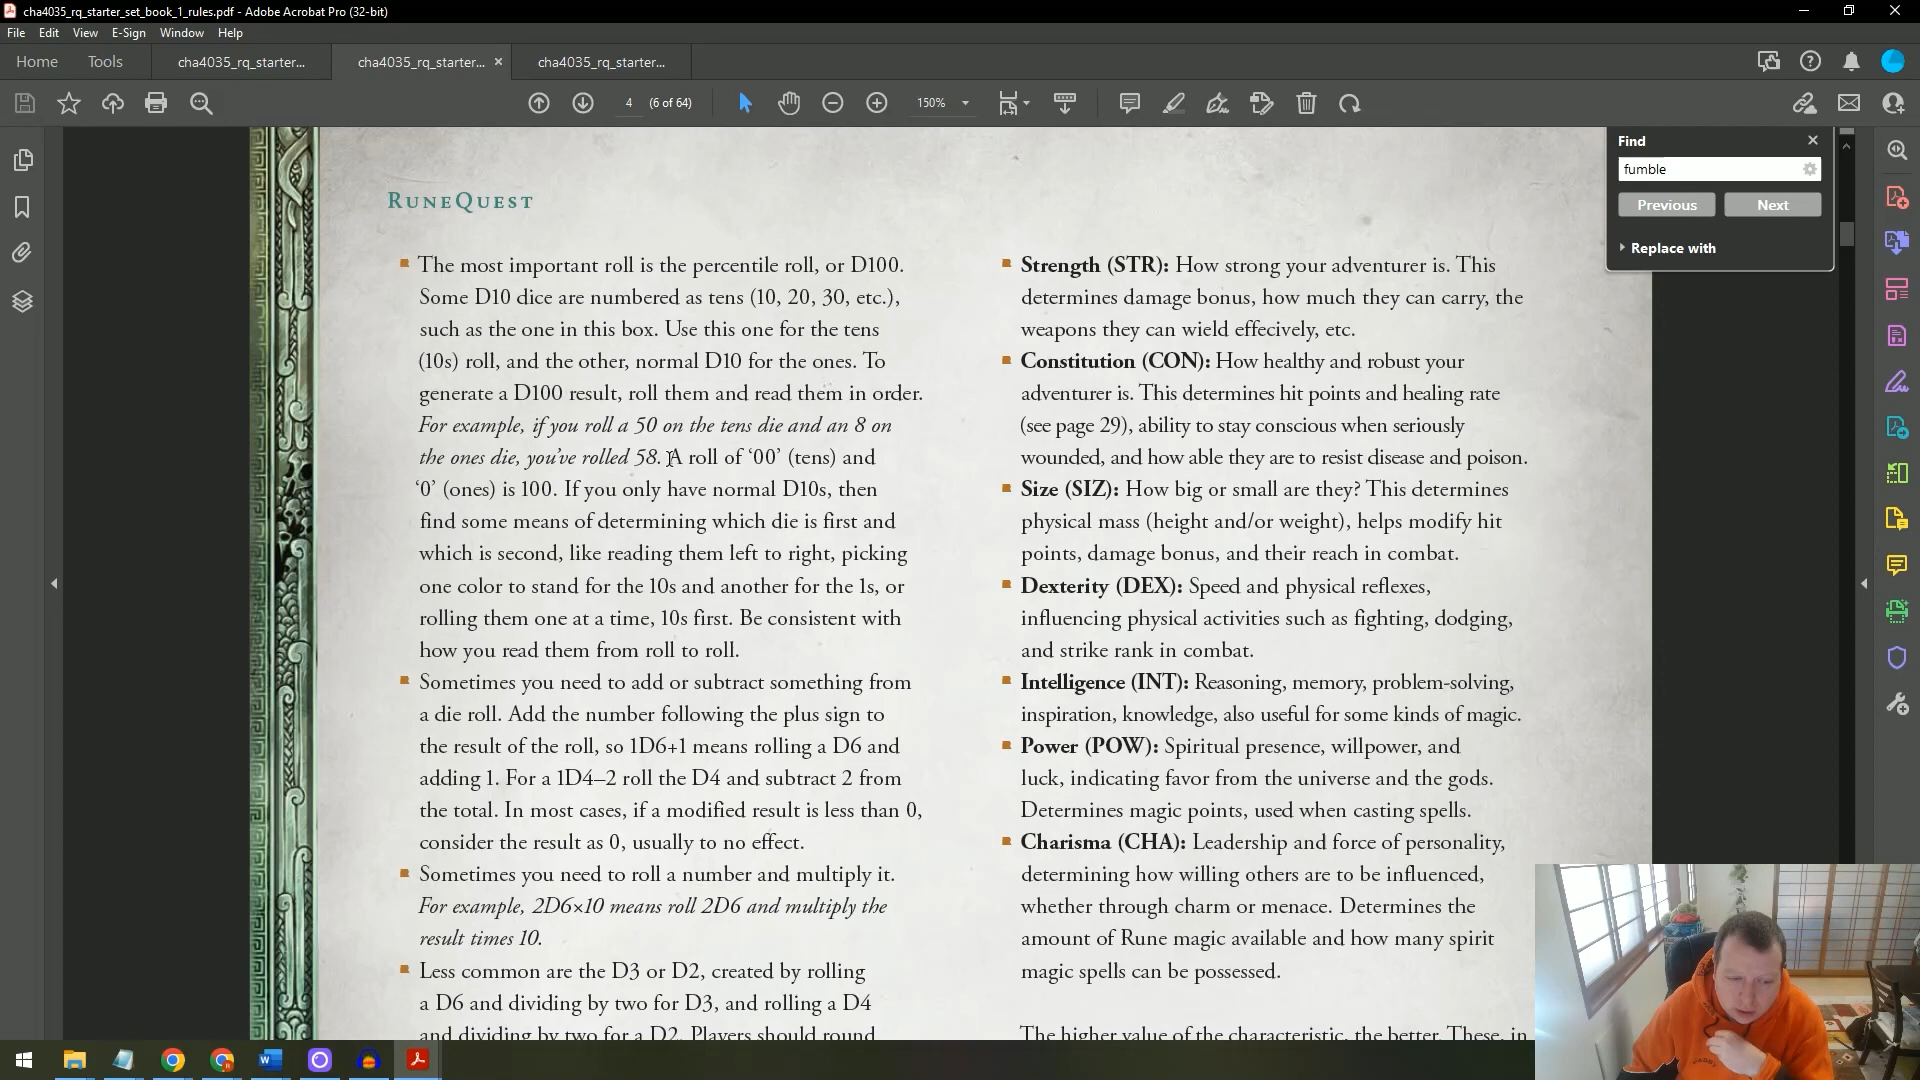 cha4035_rq_starter_set_book_1_rules.pdf - Adobe Acrobat Pro (32-bit)
File Edit View E-Sign Window Help
Home Tools cha4035_rq_starter... cha4035_rq_starter... × cha4035_rq_starter...
4 (6 of 64) 150%
Find
fumble
Previous Next
Replace with
RUNEQUEST
The most important roll is the percentile roll, or D100.
Some D10 dice are numbered as tens (10, 20, 30, etc.),
such as the one in this box. Use this one for the tens
(10s) roll, and the other, normal D10 for the ones. To
generate a D100 result, roll them and read them in order.
For example, if you roll a 50 on the tens die and an 8 on
the ones die, you’ve rolled 58. A roll of ‘00’ (tens) and
‘0’ (ones) is 100. If you only have normal D10s, then
find some means of determining which die is first and
which is second, like reading them left to right, picking
one color to stand for the 10s and another for the 1s, or
rolling them one at a time, 10s first. Be consistent with
how you read them from roll to roll.
Sometimes you need to add or subtract something from
a die roll. Add the number following the plus sign to
the result of the roll, so 1D6+1 means rolling a D6 and
adding 1. For a 1D4–2 roll the D4 and subtract 2 from
the total. In most cases, if a modified result is less than 0,
consider the result as 0, usually to no effect.
Sometimes you need to roll a number and multiply it.
For example, 2D6×10 means roll 2D6 and multiply the
result times 10.
Less common are the D3 or D2, created by rolling
a D6 and dividing by two for D3, and rolling a D4
and dividing by two for a D2. Players should round
Strength (STR): How strong your adventurer is. This
determines damage bonus, how much they can carry, the
weapons they can wield effecively, etc.
Constitution (CON): How healthy and robust your
adventurer is. This determines hit points and healing rate
(see page 29), ability to stay conscious when seriously
wounded, and how able they are to resist disease and poison.
Size (SIZ): How big or small are they? This determines
physical mass (height and/or weight), helps modify hit
points, damage bonus, and their reach in combat.
Dexterity (DEX): Speed and physical reflexes,
influencing physical activities such as fighting, dodging,
and strike rank in combat.
Intelligence (INT): Reasoning, memory, problem-solving,
inspiration, knowledge, also useful for some kinds of magic.
Power (POW): Spiritual presence, willpower, and
luck, indicating favor from the universe and the gods.
Determines magic points, used when casting spells.
Charisma (CHA): Leadership and force of personality,
determining how willing others are to be influenced,
whether through charm or menace. Determines the
amount of Rune magic available and how many spirit
magic spells can be possessed.
The higher value of the characteristic, the better. These, in